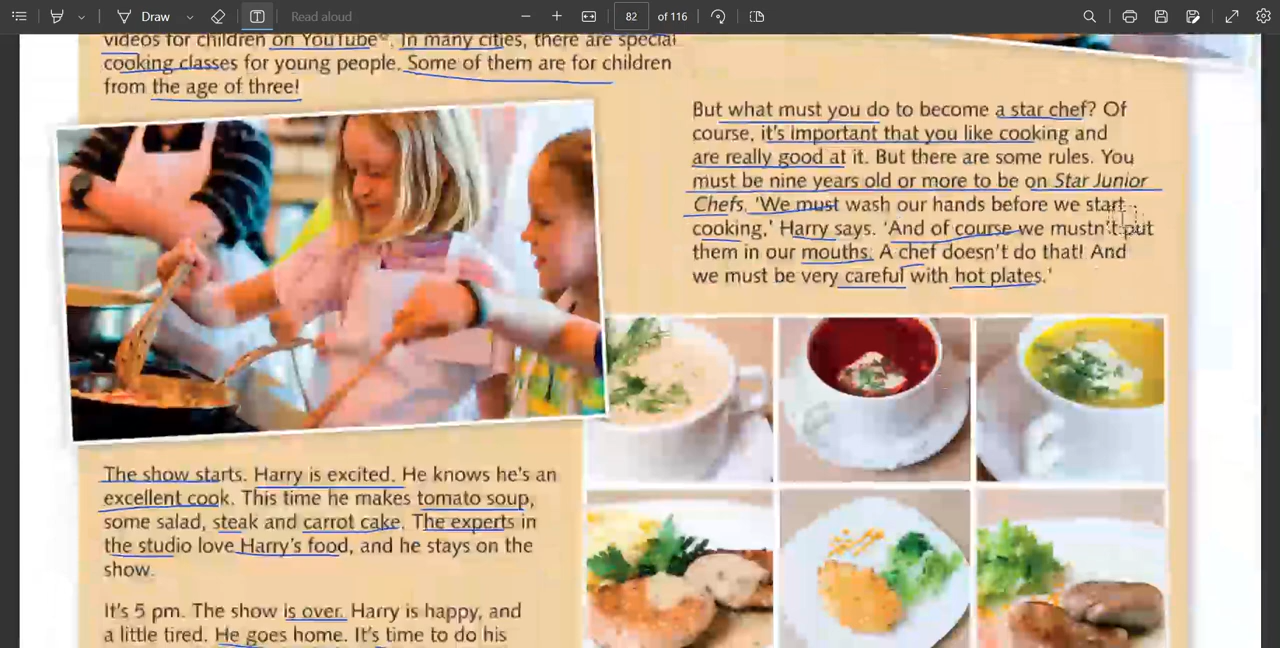 Draw
Read aloud
82 of 116
videos for children on YouTube®. In many cities, there are special
cooking classes for young people. Some of them are for children
from the age of three!
But what must you do to become a star chef? Of
course, it's important that you like cooking and
are really good at it. But there are some rules. You
must be nine years old or more to be on Star Junior
Chefs. 'We must wash our hands before we start
cooking,' Harry says. 'And of course we mustn't put
them in our mouths. A chef doesn't do that! And
we must be very careful with hot plates.'
The show starts. Harry is excited. He knows he's an
excellent cook. This time he makes tomato soup,
some salad, steak and carrot cake. The experts in
the studio love Harry's food, and he stays on the
show.
It's 5 pm. The show is over. Harry is happy, and
a little tired. He goes home. It's time to do his